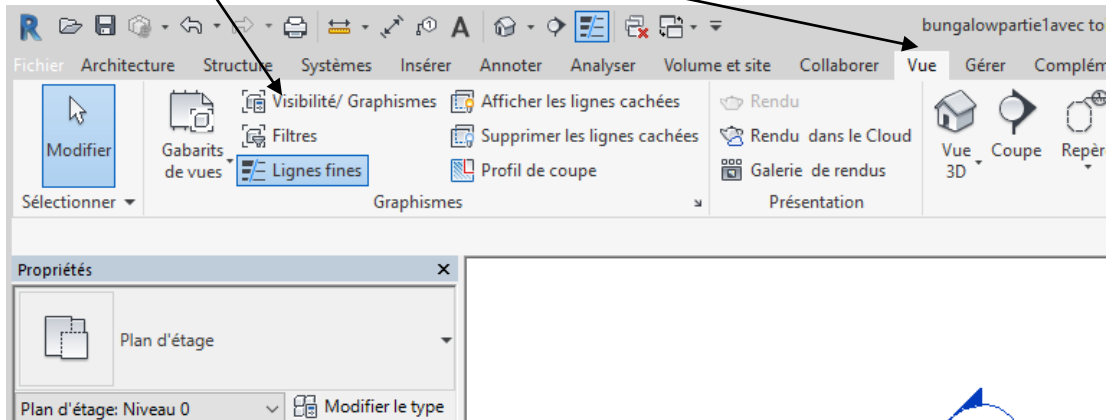 R A bungalowpartie1avec to
Fichier Architecture Structure Systèmes Insérer Annoter Analyser Volume et site Collaborer Vue Gérer Complém
Visibilité/ Graphismes Afficher les lignes cachées Rendu
Filtres Supprimer les lignes cachées Rendu dans le Cloud
Modifier Gabarits de vues Lignes fines Profil de coupe Galerie de rendus Vue 3D Coupe Repèr
Sélectionner Graphismes Présentation
Propriétés
Plan d'étage
Plan d'étage: Niveau 0 Modifier le type